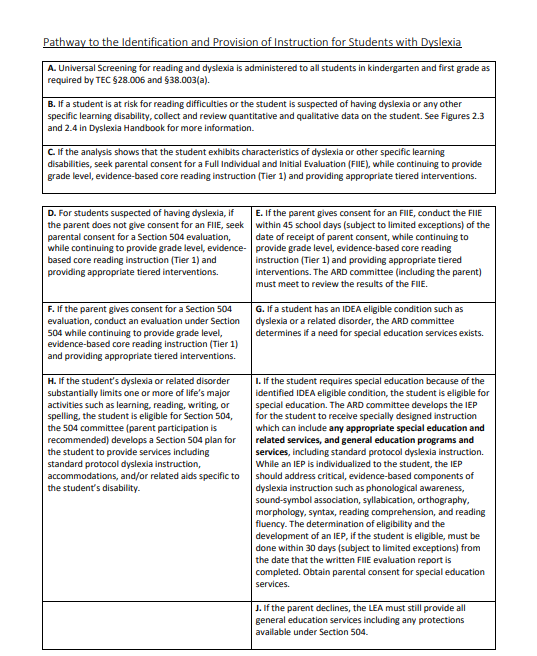 Pathway to the Identification and Provision of Instruction for Students with Dyslexia
A. Universal Screening for reading and dyslexia is administered to all students in kindergarten and first grade as
required by TEC §28.006 and §38.003(a).
B. If a student is at risk for reading difficulties or the student is suspected of having dyslexia or any other
specific learning disability, collect and review quantitative and qualitative data on the student. See Figures 2.3
and 2.4 in Dyslexia Handbook for more information.
C. If the analysis shows that the student exhibits characteristics of dyslexia or other specific learning
disabilities, seek parental consent for a Full Individual and Initial Evaluation (FIIE), while continuing to provide
grade level, evidence-based core reading instruction (Tier 1) and providing appropriate tiered interventions.
D. For students suspected of having dyslexia, if
the parent does not give consent for an FIIE, seek
parental consent for a Section 504 evaluation,
while continuing to provide grade level, evidence-
based core reading instruction (Tier 1) and
providing appropriate tiered interventions.
E. If the parent gives consent for an FIIE, conduct the FIIE
within 45 school days (subject to limited exceptions) of the
date of receipt of parent consent, while continuing to
provide grade level, evidence-based core reading
instruction (Tier 1) and providing appropriate tiered
interventions. The ARD committee (including the parent)
must meet to review the results of the FIIE.
F. If the parent gives consent for a Section 504
evaluation, conduct an evaluation under Section
504 while continuing to provide grade level,
evidence-based core reading instruction (Tier 1)
and providing appropriate tiered interventions.
G. If a student has an IDEA eligible condition such as
dyslexia or a related disorder, the ARD committee
determines if a need for special education services exists.
H. If the student's dyslexia or related disorder
substantially limits one or more of life's major
activities such as learning, reading, writing, or
spelling, the student is eligible for Section 504,
the 504 committee (parent participation is
recommended) develops a Section 504 plan for
the student to provide services including
standard protocol dyslexia instruction,
accommodations, and/or related aids specific to
the student's disability.
I. If the student requires special education because of the
identified IDEA eligible condition, the student is eligible for
special education. The ARD committee develops the IEP
for the student to receive specially designed instruction
which can include any appropriate special education and
related services, and general education programs and
services, including standard protocol dyslexia instruction.
While an IEP is individualized to the student, the IEP
should address critical, evidence-based components of
dyslexia instruction such as phonological awareness,
sound-symbol association, syllabication, orthography,
morphology, syntax, reading comprehension, and reading
fluency. The determination of eligibility and the
development of an IEP, if the student is eligible, must be
done within 30 days (subject to limited exceptions) from
the date that the written FIIE evaluation report is
completed. Obtain parental consent for special education
services.
J. If the parent declines, the LEA must still provide all
general education services including any protections
available under Section 504.